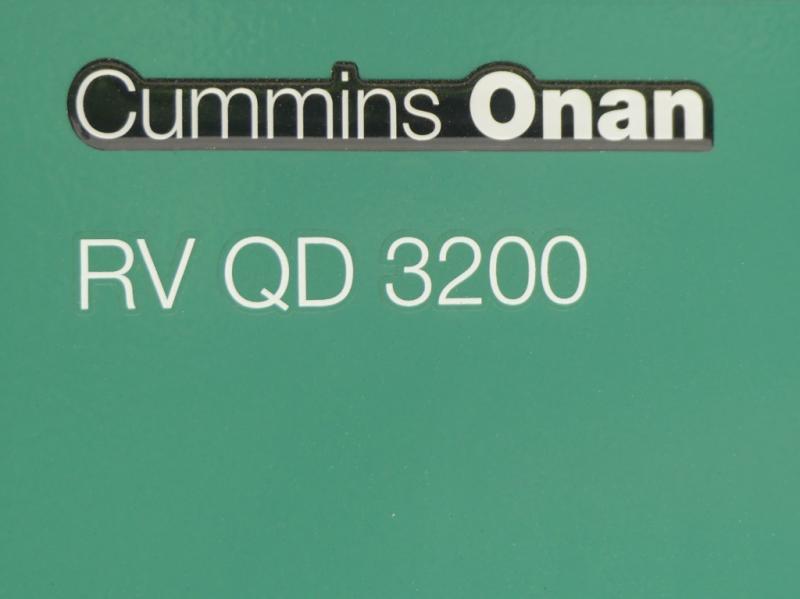 Cummins Onan
RV QD 3200